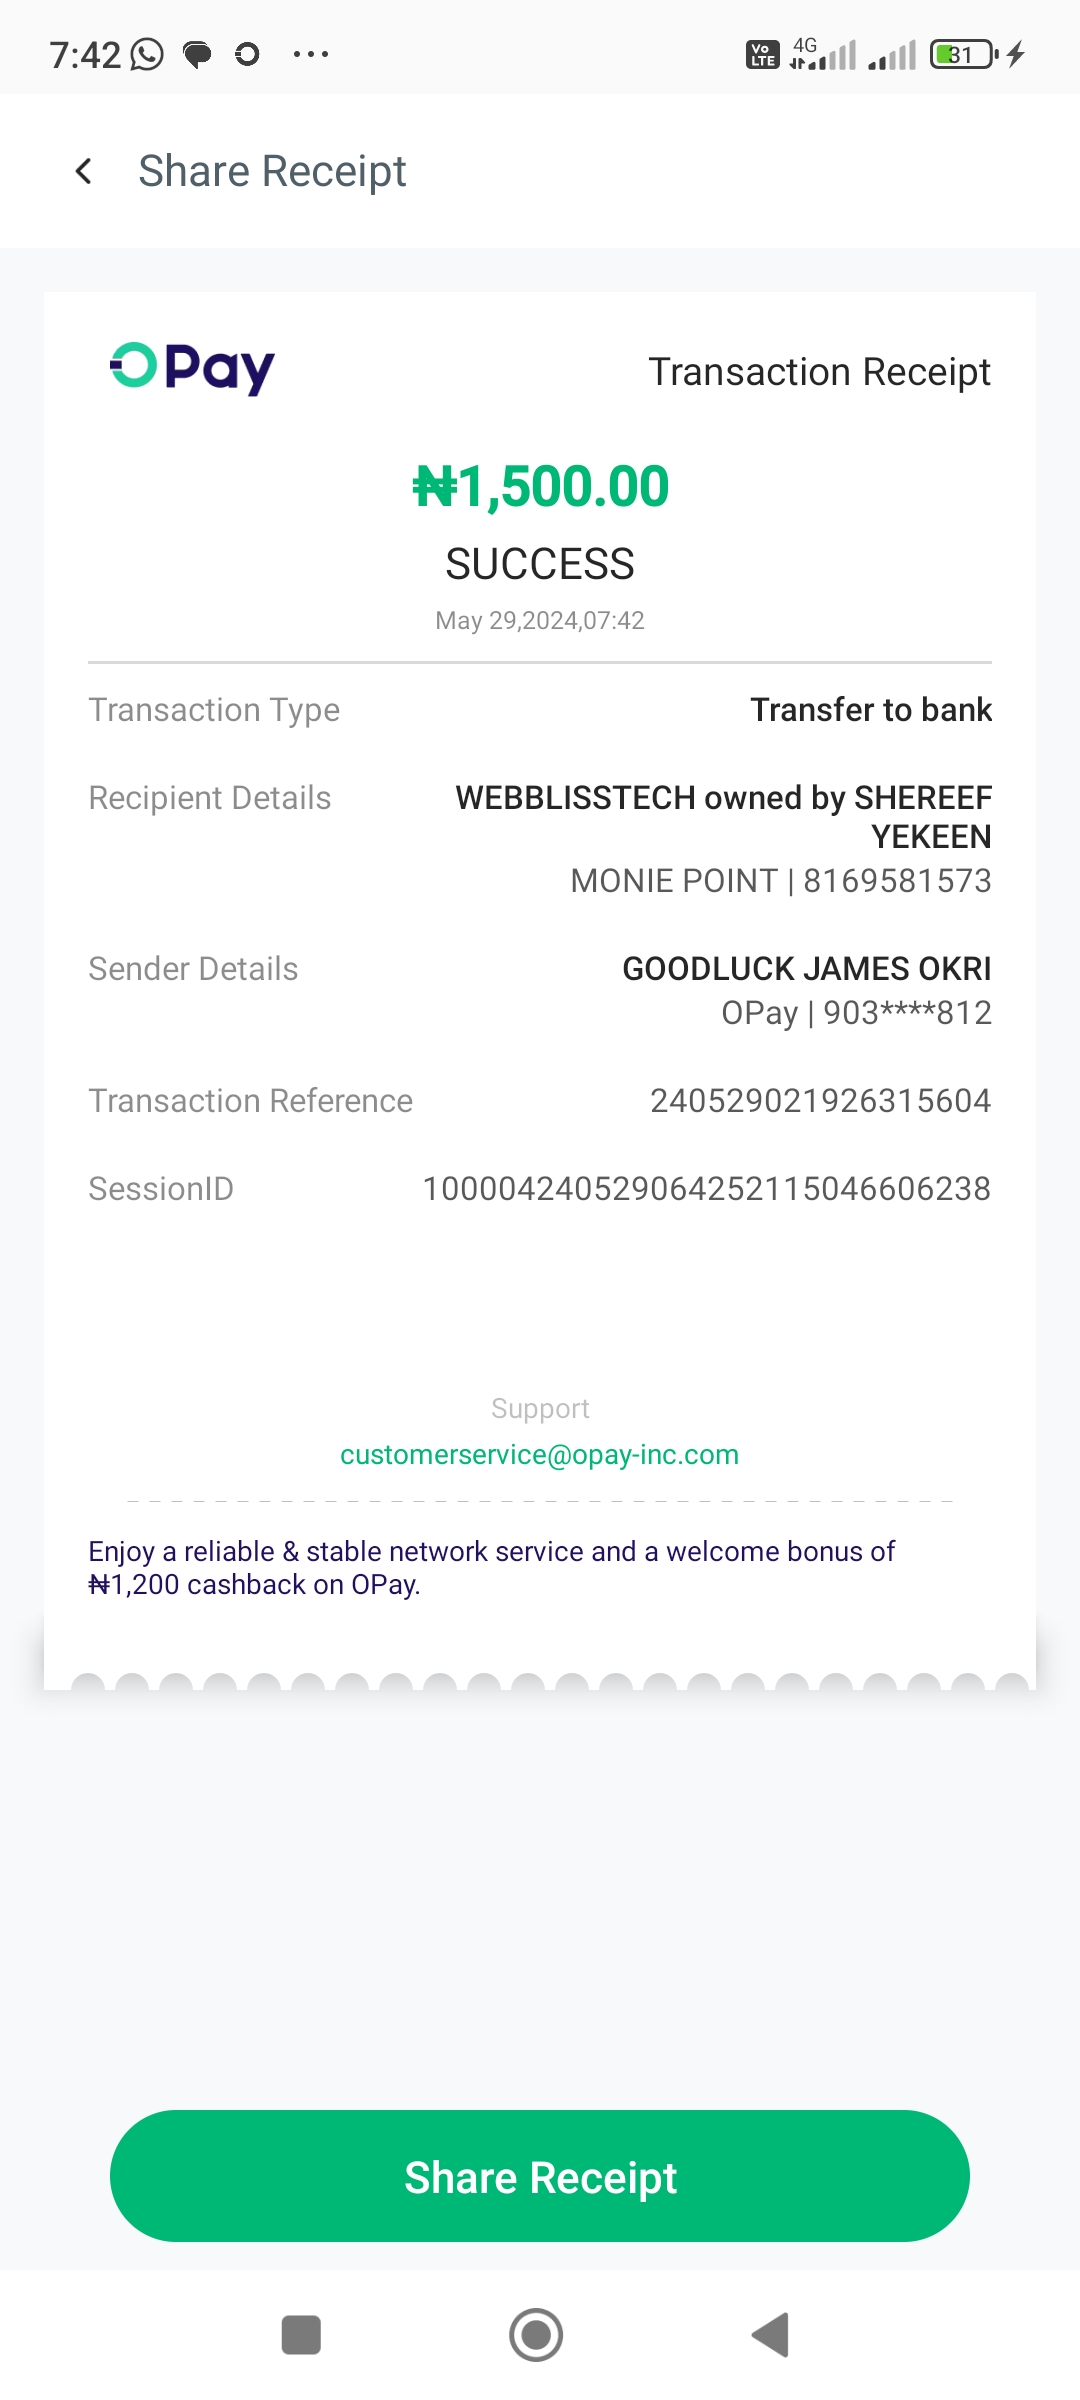 7:42
Vo LTE 4G 31
Share Receipt
OPay
Transaction Receipt
₦1,500.00
SUCCESS
May 29,2024,07:42
Transaction Type Transfer to bank
Recipient Details WEBBLISSTECH owned by SHEREEF
YEKEEN
MONIE POINT | 8169581573
Sender Details GOODLUCK JAMES OKRI
OPay | 903****812
Transaction Reference 240529021926315604
SessionID 100004240529064252115046606238
Support
customerservice@opay-inc.com
Enjoy a reliable & stable network service and a welcome bonus of
₦1,200 cashback on OPay.
Share Receipt